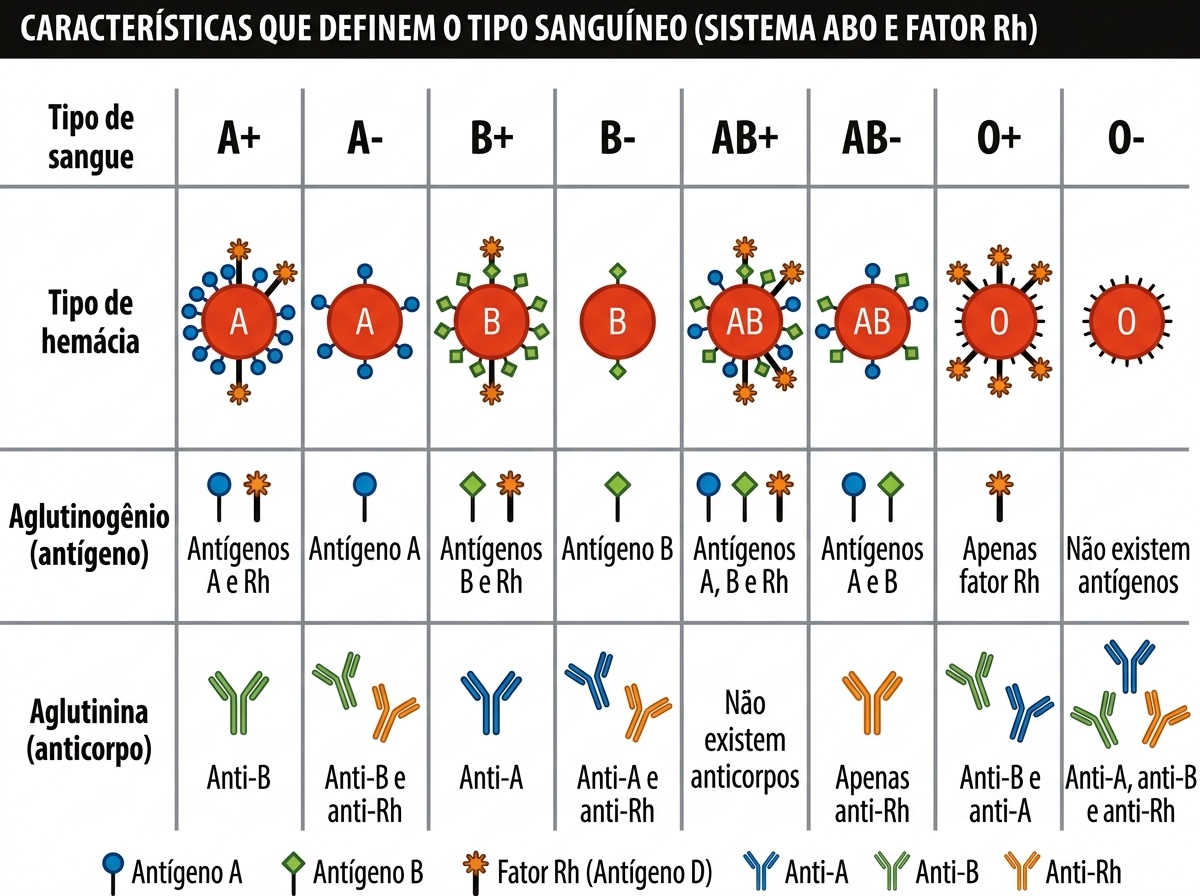 CARACTERÍSTICAS QUE DEFINEM O TIPO SANGUÍNEO (SISTEMA ABO E FATOR Rh)
Tipo de
sangue
A+
A-
B+
B-
AB+
AB-
O+
O-
Tipo de
hemácia
A
A
B
B
AB
AB
O
O
Aglutinogênio
(antígeno)
Antígenos
A e Rh
Antígeno A
Antígenos
B e Rh
Antígeno B
Antígenos
A, B e Rh
Antígenos
A e B
Apenas
fator Rh
Não existem
antígenos
Aglutinina
(anticorpo)
Anti-B
Anti-B e
anti-Rh
Anti-A
Anti-A e
anti-Rh
Não
existem
anticorpos
Apenas
anti-Rh
Anti-B e
anti-A
Anti-A, anti-B
e anti-Rh
Antígeno A
Antígeno B
Fator Rh (Antígeno D)
Anti-A
Anti-B
Anti-Rh